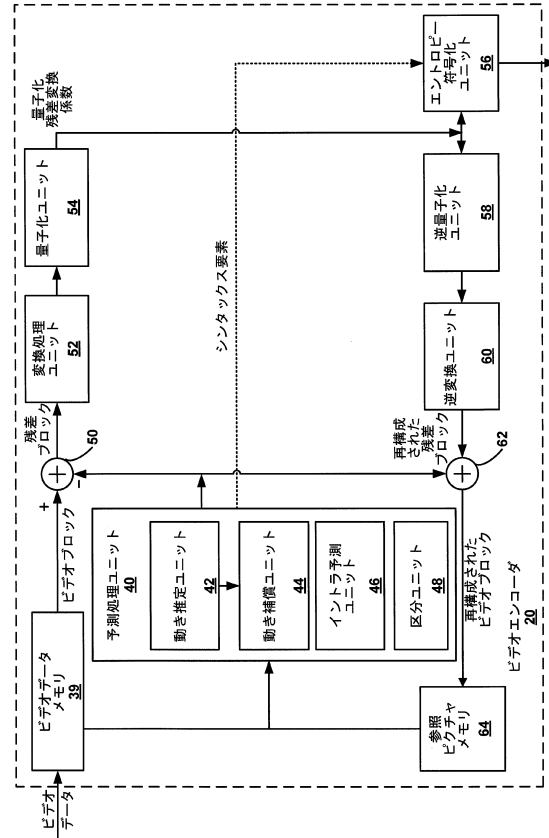 ビデオ
データ
ビデオデータ
メモリ
39
ビデオブロック
+
-
50
残差
ブロック
変換処理
ユニット
52
量子化ユニット
54
量子化
残差変換
係数
予測処理ユニット
40
動き推定ユニット
42
動き補償ユニット
44
イントラ予測
ユニット
46
区分ユニット
48
シンタックス要素
参照
ピクチャ
メモリ
64
再構成された
ビデオブロック
62
再構成
された
残差
ブロック
逆変換ユニット
60
逆量子化
ユニット
58
エントロピー
符号化
ユニット
56
ビデオエンコーダ
20